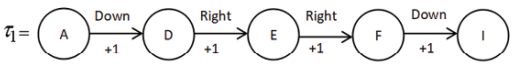 Down Right Right Down
τ₁= A D E F I
+1 +1 +1 +1